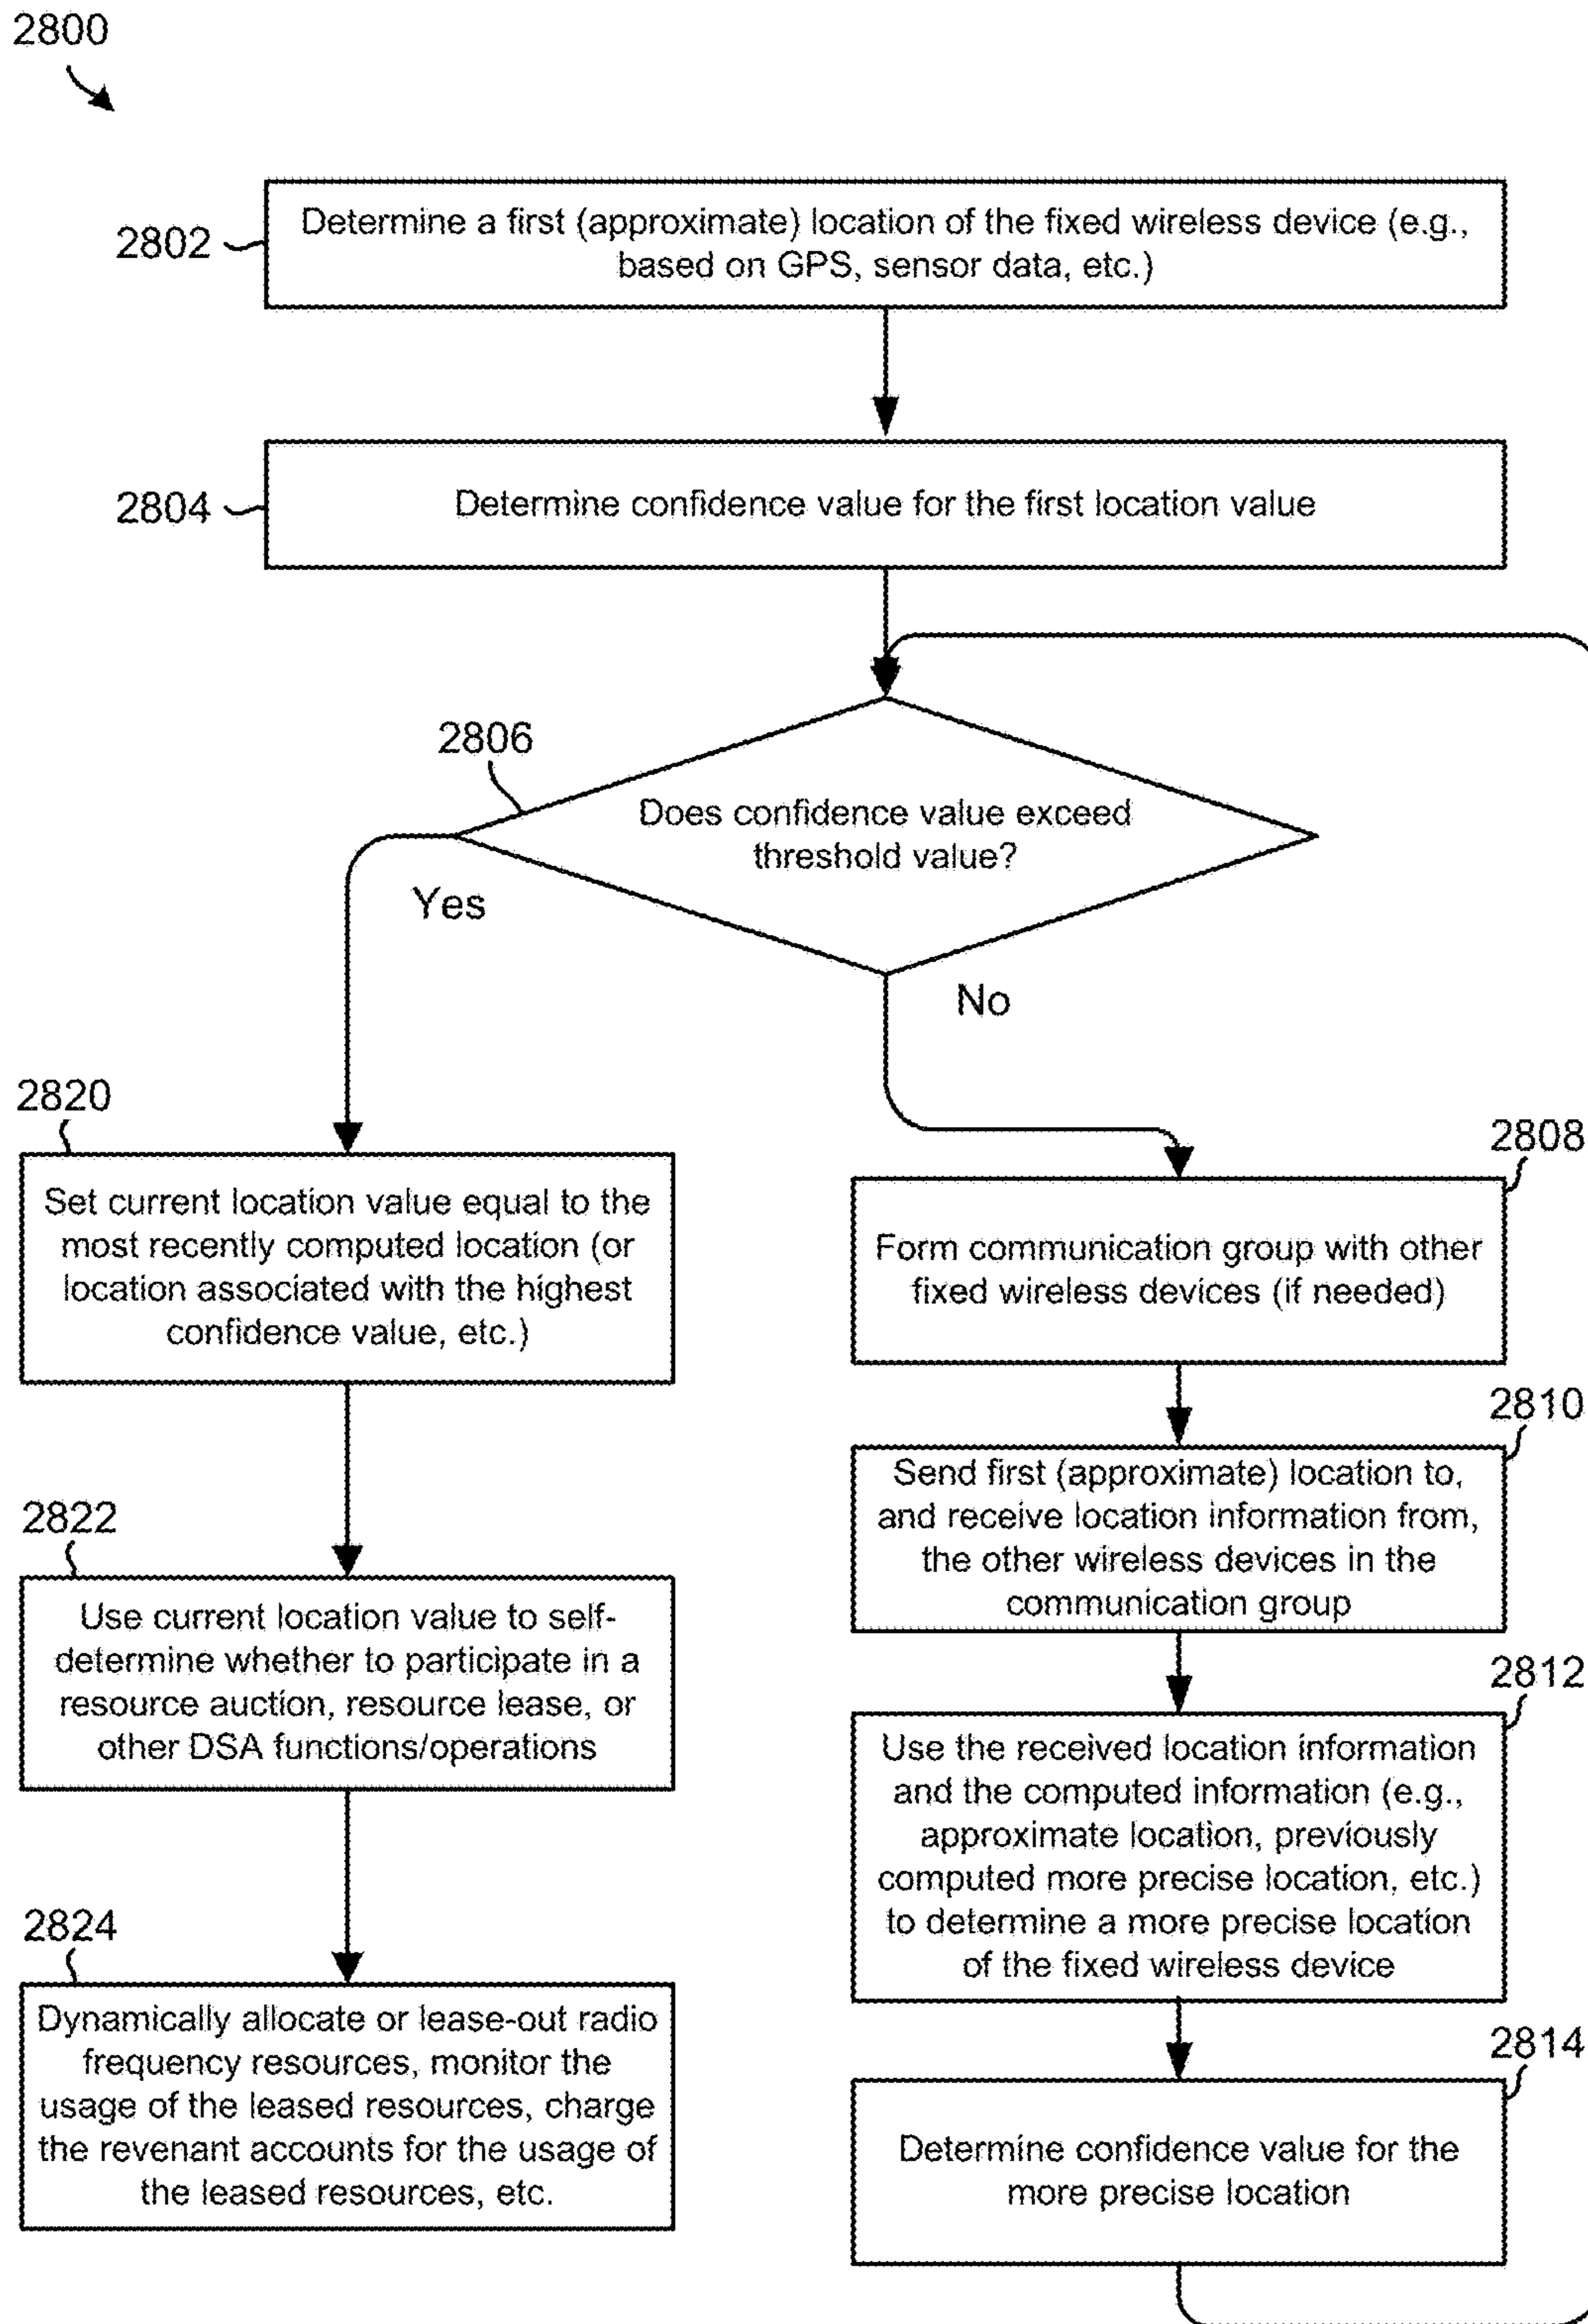 2800
2802
Determine a first (approximate) location of the fixed wireless device (e.g.,
based on GPS, sensor data, etc.)
2804
Determine confidence value for the first location value
2806
Does confidence value exceed
threshold value?
Yes
No
2820
Set current location value equal to the
most recently computed location (or
location associated with the highest
confidence value, etc.)
2822
Use current location value to self-
determine whether to participate in a
resource auction, resource lease, or
other DSA functions/operations
2824
Dynamically allocate or lease-out radio
frequency resources, monitor the
usage of the leased resources, charge
the revenant accounts for the usage of
the leased resources, etc.
2808
Form communication group with other
fixed wireless devices (if needed)
2810
Send first (approximate) location to,
and receive location information from,
the other wireless devices in the
communication group
2812
Use the received location information
and the computed information (e.g.,
approximate location, previously
computed more precise location, etc.)
to determine a more precise location
of the fixed wireless device
2814
Determine confidence value for the
more precise location